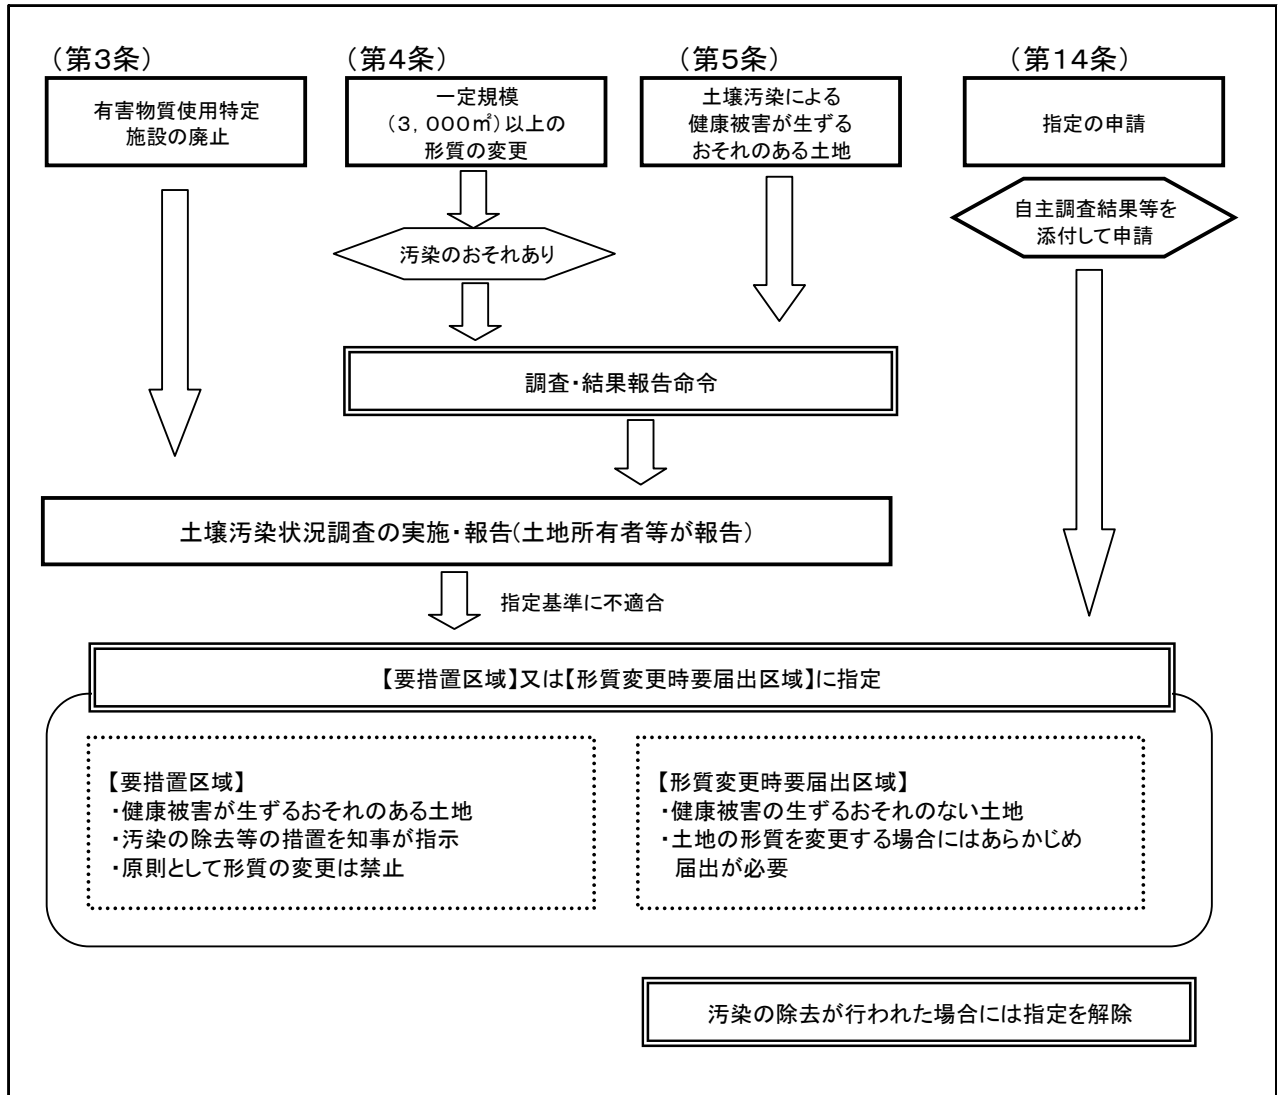 （第３条）
有害物質使用特定
施設の廃止
（第４条）
一定規模
（３，０００㎡）以上の
形質の変更
（第５条）
土壌汚染による
健康被害が生ずる
おそれのある土地
（第１４条）
指定の申請
自主調査結果等を
添付して申請
汚染のおそれあり
調査・結果報告命令
土壌汚染状況調査の実施・報告(土地所有者等が報告）
指定基準に不適合
【要措置区域】又は【形質変更時要届出区域】に指定
【要措置区域】
・健康被害が生ずるおそれのある土地
・汚染の除去等の措置を知事が指示
・原則として形質の変更は禁止
【形質変更時要届出区域】
・健康被害の生ずるおそれのない土地
・土地の形質を変更する場合にはあらかじめ
届出が必要
汚染の除去が行われた場合には指定を解除